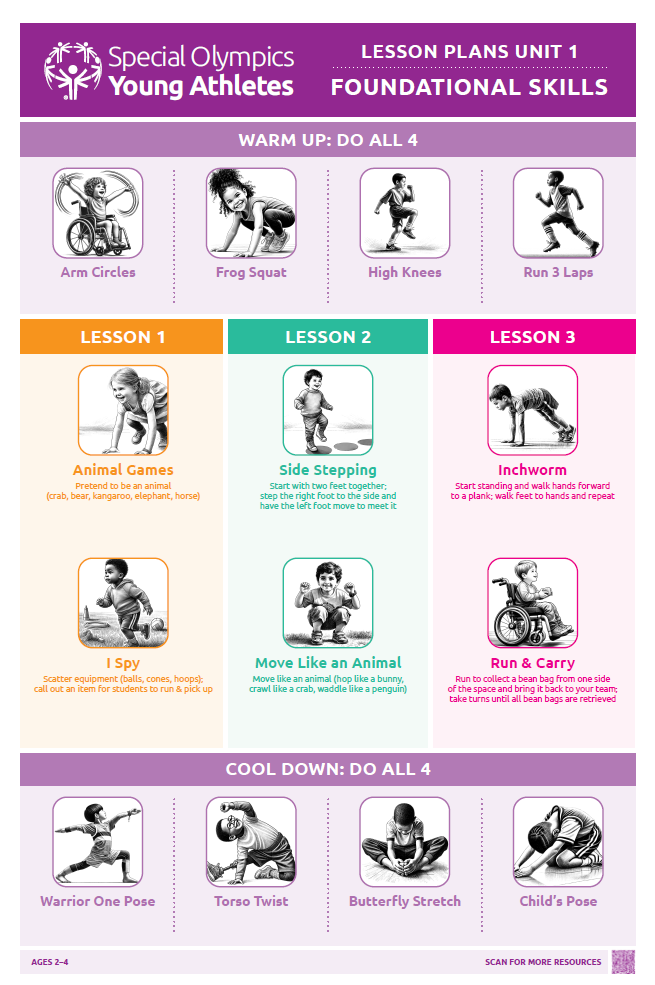 Special Olympics
Young Athletes
LESSON PLANS UNIT 1
FOUNDATIONAL SKILLS
WARM UP: DO ALL 4
Arm Circles
Frog Squat
High Knees
Run 3 Laps
LESSON 1
Animal Games
Pretend to be an animal
(crab, bear, kangaroo, elephant, horse)
I Spy
Scatter equipment (balls, cones, hoops);
call out an item for students to run & pick up
LESSON 2
Side Stepping
Start with two feet together;
step the right foot to the side and
have the left foot move to meet it
Move Like an Animal
Move like an animal (hop like a bunny,
crawl like a crab, waddle like a penguin)
LESSON 3
Inchworm
Start standing and walk hands forward
to a plank; walk feet to hands and repeat
Run & Carry
Run to collect a bean bag from one side
of the space and bring it back to your team;
take turns until all bean bags are retrieved
COOL DOWN: DO ALL 4
Warrior One Pose
Torso Twist
Butterfly Stretch
Child's Pose
AGES 2–4
SCAN FOR MORE RESOURCES